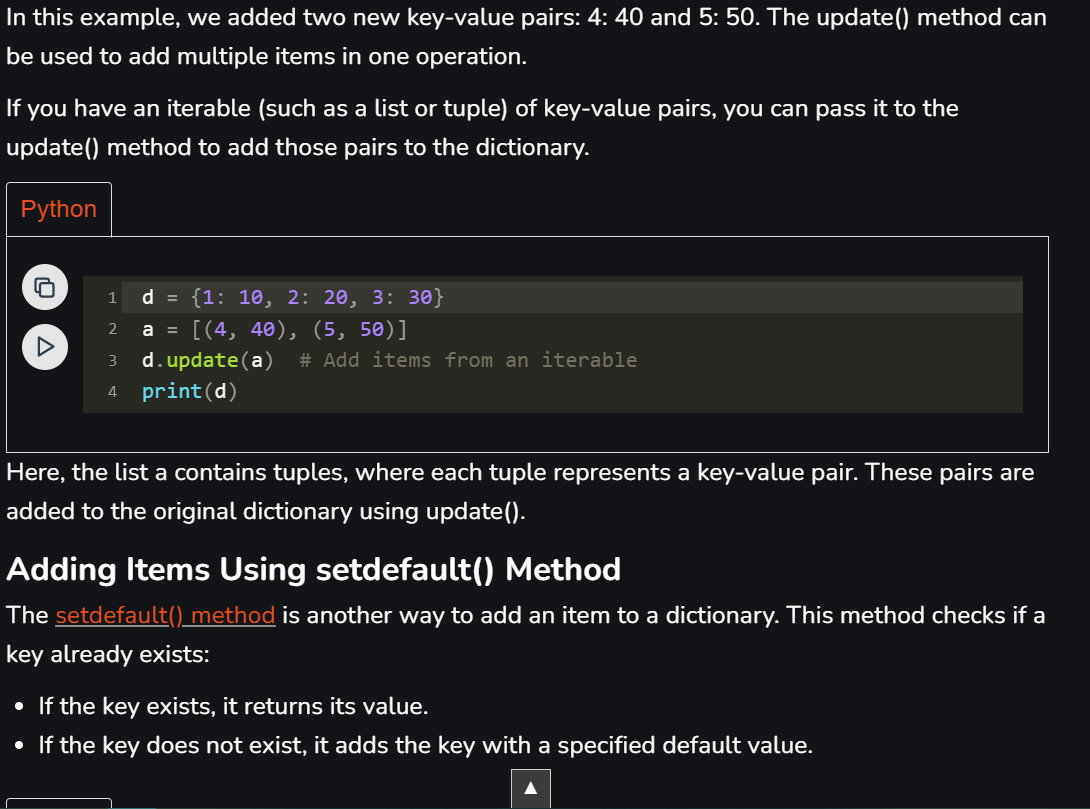 In this example, we added two new key-value pairs: 4: 40 and 5: 50. The update() method can
be used to add multiple items in one operation.
If you have an iterable (such as a list or tuple) of key-value pairs, you can pass it to the
update() method to add those pairs to the dictionary.
Python
1 d = {1: 10, 2: 20, 3: 30}
2 a = [(4, 40), (5, 50)]
3 d.update(a)  # Add items from an iterable
4 print(d)
Here, the list a contains tuples, where each tuple represents a key-value pair. These pairs are
added to the original dictionary using update().
Adding Items Using setdefault() Method
The setdefault() method is another way to add an item to a dictionary. This method checks if a
key already exists:
• If the key exists, it returns its value.
• If the key does not exist, it adds the key with a specified default value.